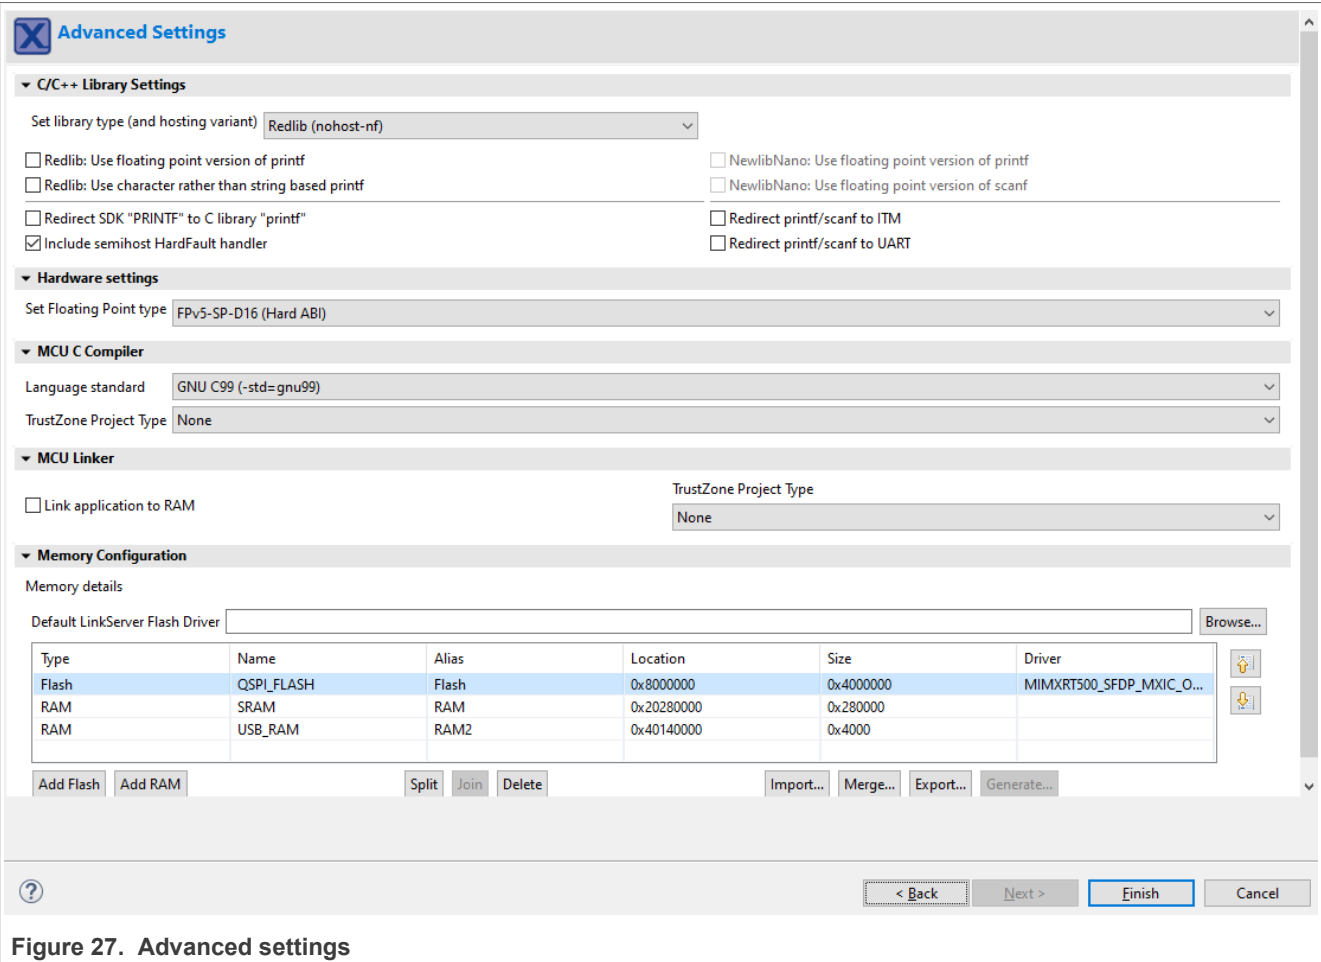 Advanced Settings
C/C++ Library Settings
Set library type (and hosting variant) Redlib (nohost-nf)
Redlib: Use floating point version of printf NewlibNano: Use floating point version of printf
Redlib: Use character rather than string based printf NewlibNano: Use floating point version of scanf
Redirect SDK "PRINTF" to C library "printf" Redirect printf/scanf to ITM
Include semihost HardFault handler Redirect printf/scanf to UART
Hardware settings
Set Floating Point type FPv5-SP-D16 (Hard ABI)
MCU C Compiler
Language standard GNU C99 (-std=gnu99)
TrustZone Project Type None
MCU Linker
TrustZone Project Type
Link application to RAM
None
Memory Configuration
Memory details
Default LinkServer Flash Driver Browse...
Type Name Alias Location Size Driver
Flash QSPI_FLASH Flash 0x8000000 0x4000000 MIMXRT500_SFDP_MXIC_O...
RAM SRAM RAM 0x20280000 0x280000
RAM USB_RAM RAM2 0x40140000 0x4000
Add Flash Add RAM Split Join Delete Import... Merge... Export... Generate...
? < Back Next > Finish Cancel
Figure 27. Advanced settings